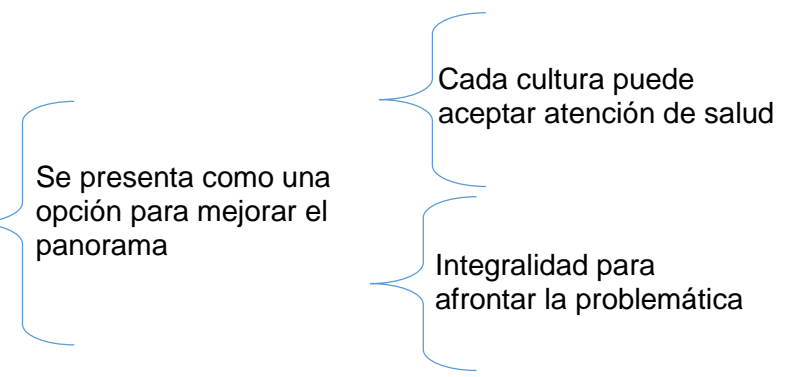 Se presenta como una
opción para mejorar el
panorama
Cada cultura puede
aceptar atención de salud
Integralidad para
afrontar la problemática